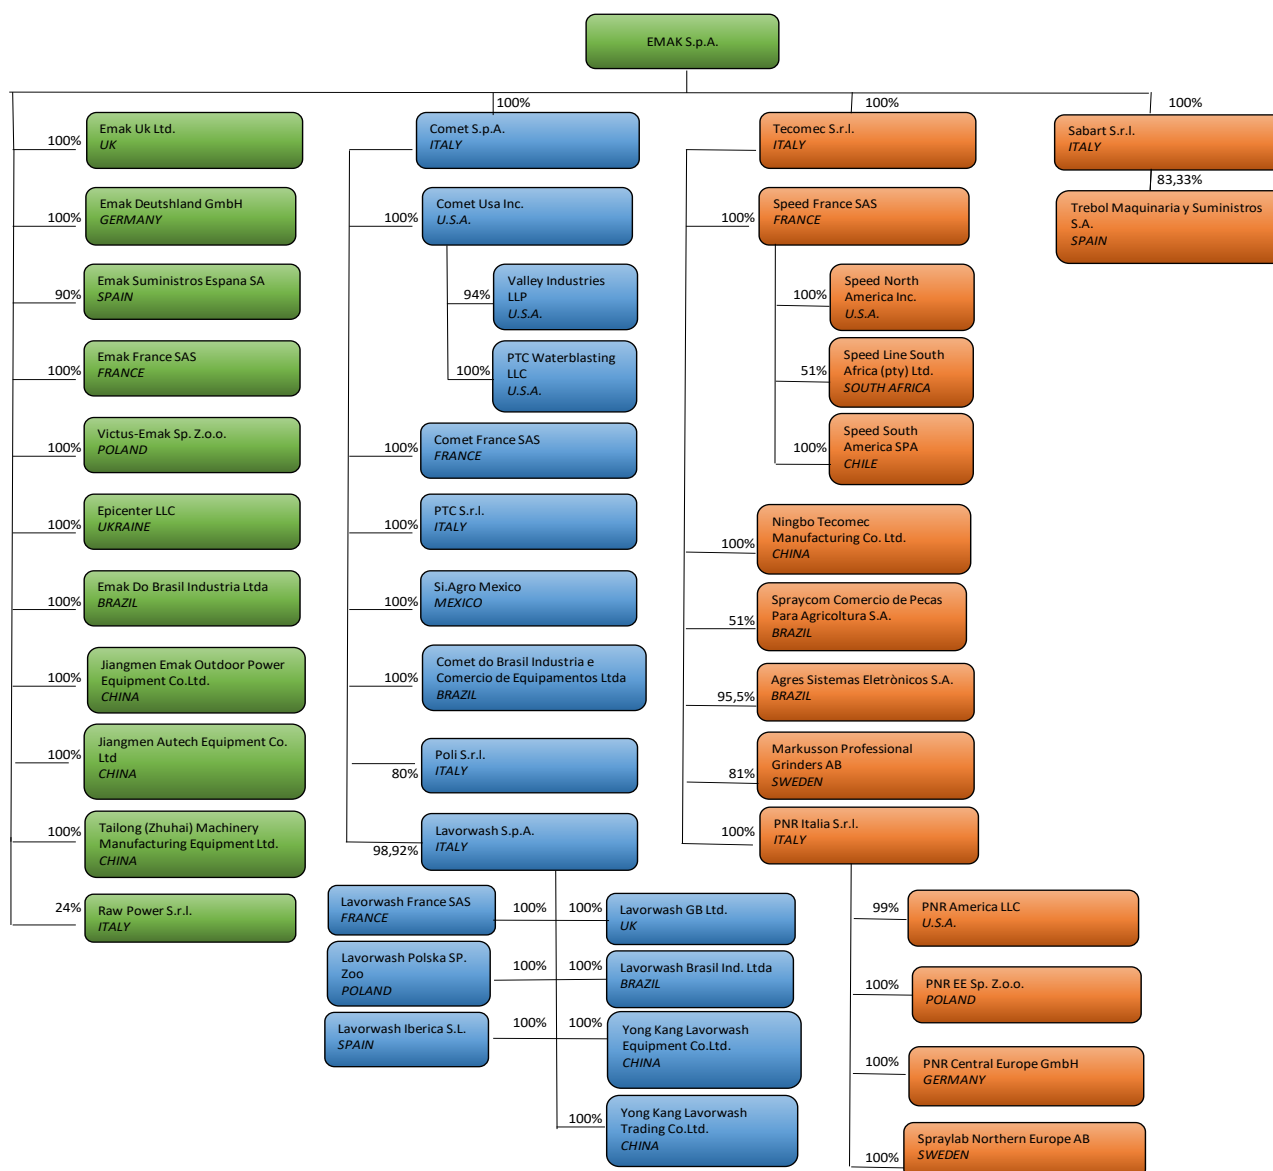 EMAK S.p.A.
100%
Emak Uk Ltd.
UK
100%
Emak Deutshland GmbH
GERMANY
90%
Emak Suministros Espana SA
SPAIN
100%
Emak France SAS
FRANCE
100%
Victus-Emak Sp. Z.o.o.
POLAND
100%
Epicenter LLC
UKRAINE
100%
Emak Do Brasil Industria Ltda
BRAZIL
100%
Jiangmen Emak Outdoor Power
Equipment Co.Ltd.
CHINA
100%
Jiangmen Autech Equipment Co.
Ltd
CHINA
100%
Tailong (Zhuhai) Machinery
Manufacturing Equipment Ltd.
CHINA
24%
Raw Power S.r.l.
ITALY
100%
Comet S.p.A.
ITALY
100%
Comet Usa Inc.
U.S.A.
94%
Valley Industries
LLP
U.S.A.
100%
PTC Waterblasting
LLC
U.S.A.
100%
Comet France SAS
FRANCE
100%
PTC S.r.l.
ITALY
100%
Si.Agro Mexico
MEXICO
100%
Comet do Brasil Industria e
Comercio de Equipamentos Ltda
BRAZIL
80%
Poli S.r.l.
ITALY
98,92%
Lavorwash S.p.A.
ITALY
Lavorwash France SAS
FRANCE
100%
100%
Lavorwash GB Ltd.
UK
Lavorwash Polska SP.
Zoo
POLAND
100%
100%
Lavorwash Brasil Ind. Ltda
BRAZIL
Lavorwash Iberica S.L.
SPAIN
100%
100%
Yong Kang Lavorwash
Equipment Co.Ltd.
CHINA
100%
Yong Kang Lavorwash
Trading Co.Ltd.
CHINA
100%
Tecomec S.r.l.
ITALY
100%
Speed France SAS
FRANCE
100%
Speed North
America Inc.
U.S.A.
51%
Speed Line South
Africa (pty) Ltd.
SOUTH AFRICA
100%
Speed South
America SPA
CHILE
100%
Ningbo Tecomec
Manufacturing Co. Ltd.
CHINA
51%
Spraycom Comercio de Pecas
Para Agricoltura S.A.
BRAZIL
95,5%
Agres Sistemas Eletrònicos S.A.
BRAZIL
81%
Markusson Professional
Grinders AB
SWEDEN
100%
PNR Italia S.r.l.
ITALY
99%
PNR America LLC
U.S.A.
100%
PNR EE Sp. Z.o.o.
POLAND
100%
PNR Central Europe GmbH
GERMANY
100%
Spraylab Northern Europe AB
SWEDEN
100%
Sabart S.r.l.
ITALY
83,33%
Trebol Maquinaria y Suministros
S.A.
SPAIN